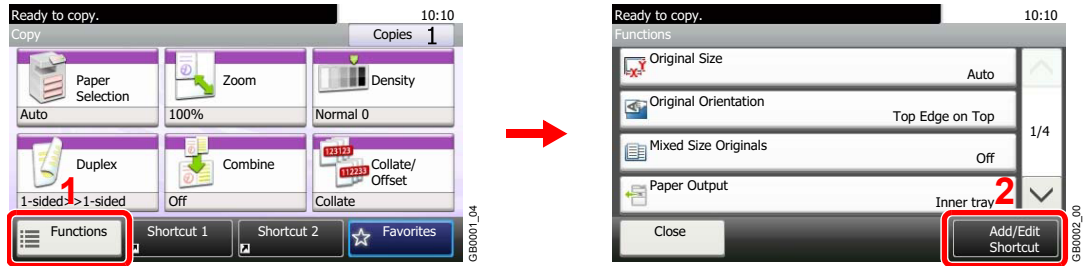 Ready to copy.
10:10
Copy
Copies 1
Paper
Selection
Auto
Zoom
100%
Density
Normal 0
Duplex
1-sided>>1-sided
Combine
Off
123123
112233
Collate/
Offset
Collate
1
Functions
Shortcut 1
Shortcut 2
Favorites
GB0001_04
Ready to copy.
10:10
Functions
Original Size
Auto
Original Orientation
Top Edge on Top
Mixed Size Originals
Off
Paper Output
Inner tray
1/4
2
Close
Add/Edit
Shortcut
GB0002_00